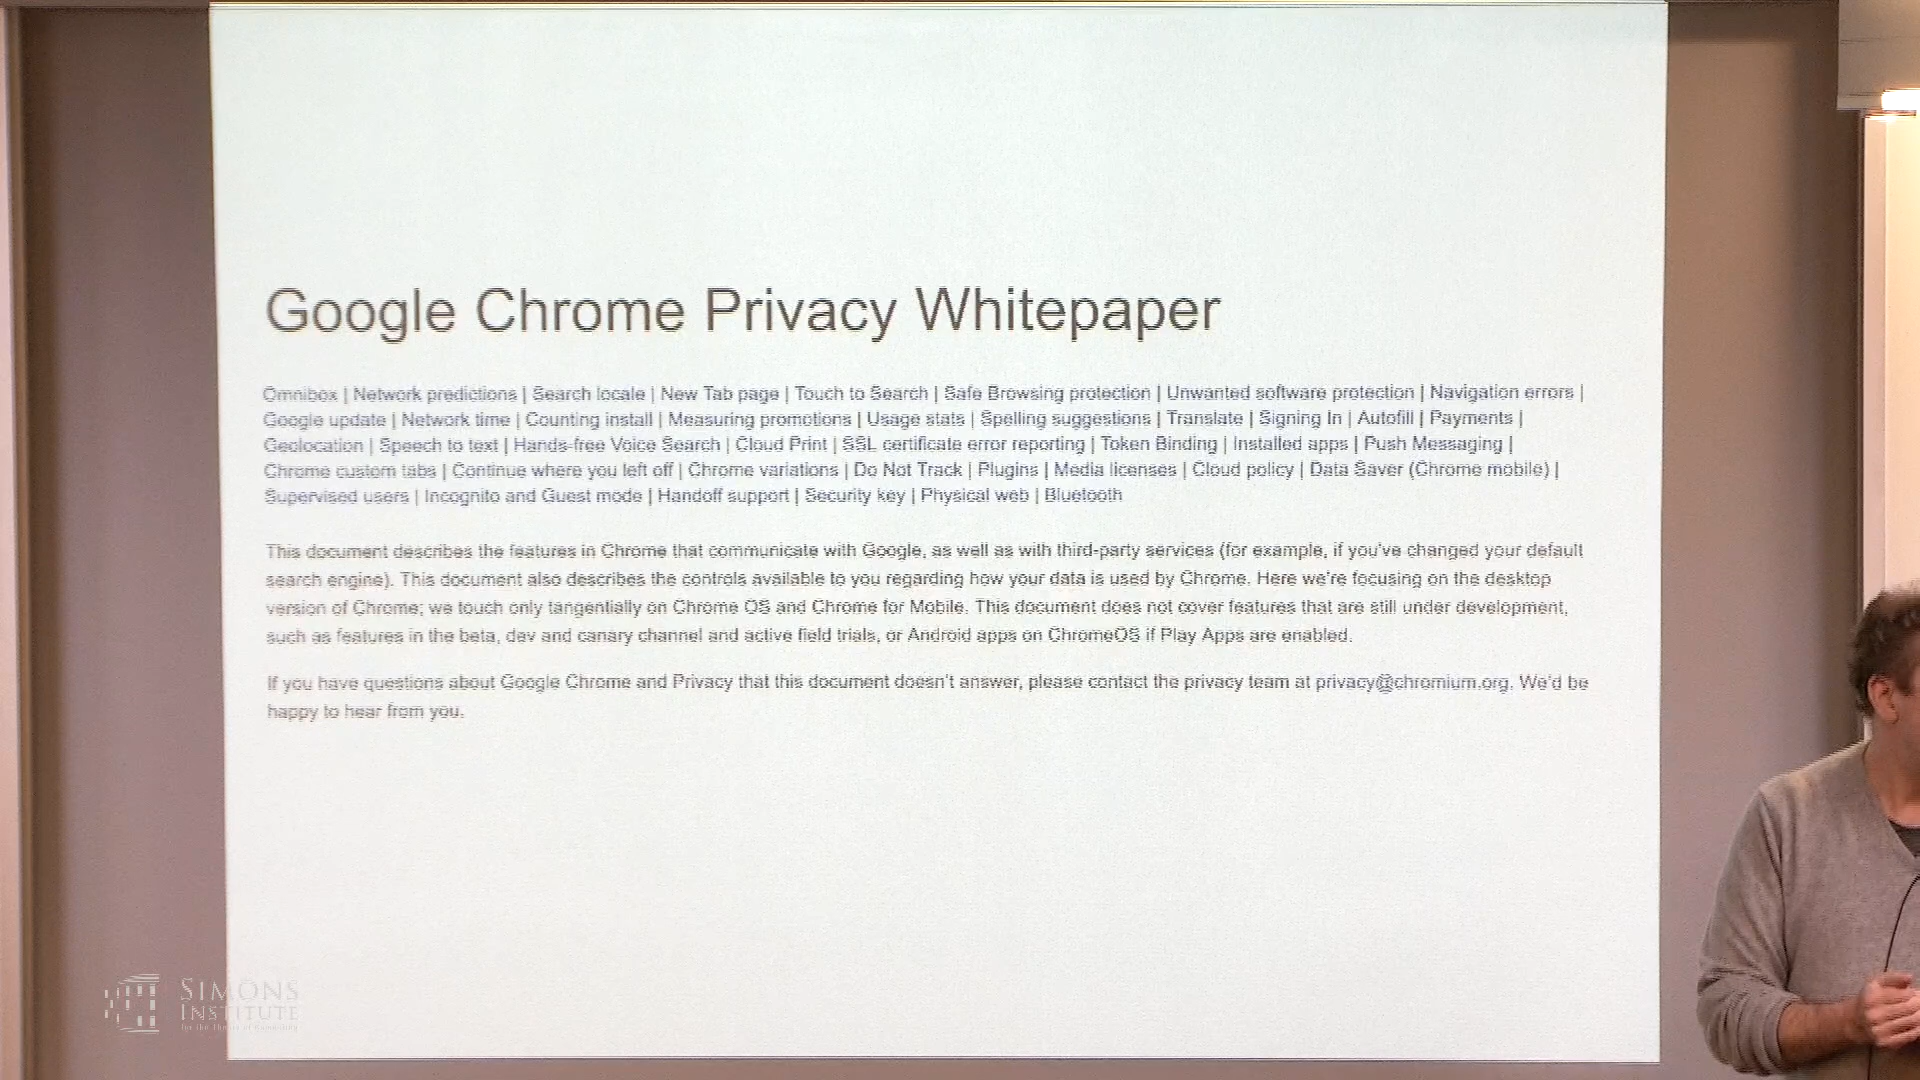 Google Chrome Privacy Whitepaper
Omnibox | Network predictions | Search locale | New Tab page | Touch to Search | Safe Browsing protection | Unwanted software protection | Navigation errors |
Google update | Network time | Counting install | Measuring promotions | Usage stats | Spelling suggestions | Translate | Signing In | Autofill | Payments |
Geolocation | Speech to text | Hands-free Voice Search | Cloud Print | SSL certificate error reporting | Token Binding | Installed apps | Push Messaging |
Chrome custom tabs | Continue where you left off | Chrome variations | Do Not Track | Plugins | Media licenses | Cloud policy | Data Saver (Chrome mobile) |
Supervised users | Incognito and Guest mode | Handoff support | Security key | Physical web | Bluetooth
This document describes the features in Chrome that communicate with Google, as well as with third-party services (for example, if you've changed your default
search engine). This document also describes the controls available to you regarding how your data is used by Chrome. Here we're focusing on the desktop
version of Chrome; we touch only tangentially on Chrome OS and Chrome for Mobile. This document does not cover features that are still under development,
such as features in the beta, dev and canary channel and active field trials, or Android apps on ChromeOS if Play Apps are enabled.
If you have questions about Google Chrome and Privacy that this document doesn't answer, please contact the privacy team at privacy@chromium.org. We'd be
happy to hear from you.
SIMONS
INSTITUTE
for the Theory of Computing